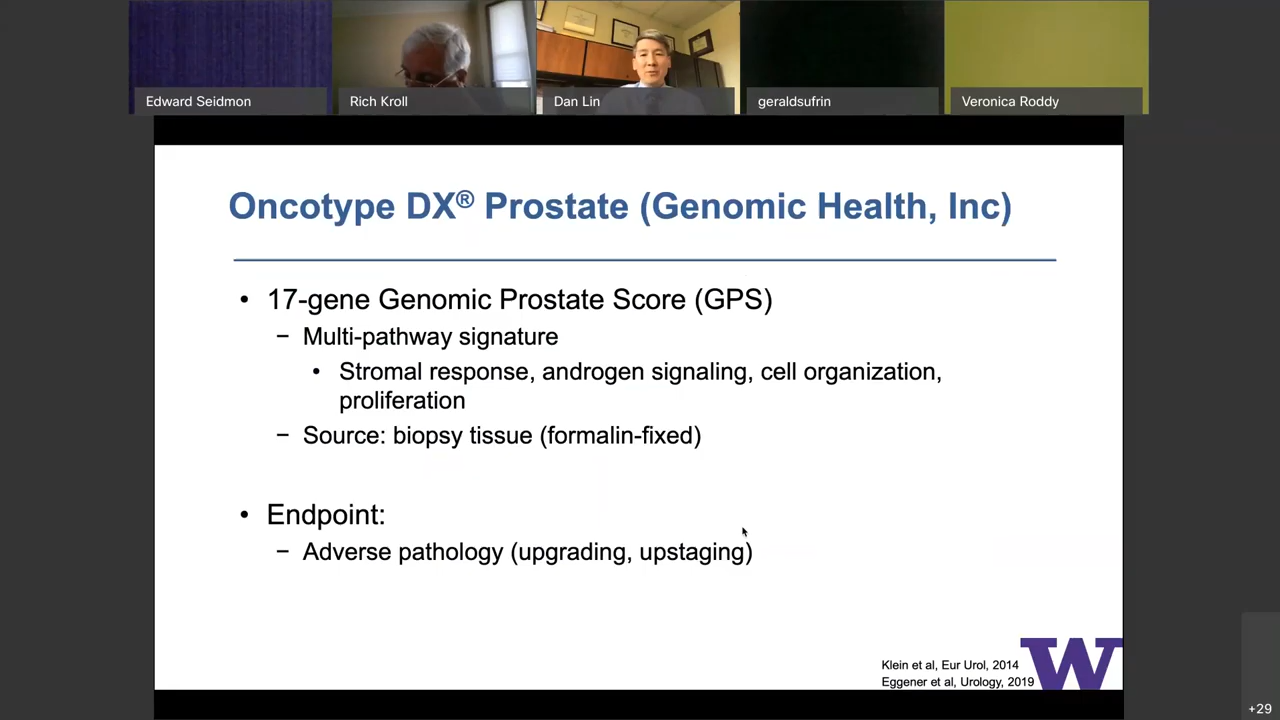 Edward Seidmon
Rich Kroll
Dan Lin
geraldsufrin
Veronica Roddy
Oncotype DX® Prostate (Genomic Health, Inc)
• 17-gene Genomic Prostate Score (GPS)
− Multi-pathway signature
• Stromal response, androgen signaling, cell organization,
proliferation
− Source: biopsy tissue (formalin-fixed)
• Endpoint:
− Adverse pathology (upgrading, upstaging)
Klein et al, Eur Urol, 2014
Eggener et al, Urology, 2019
W
+29